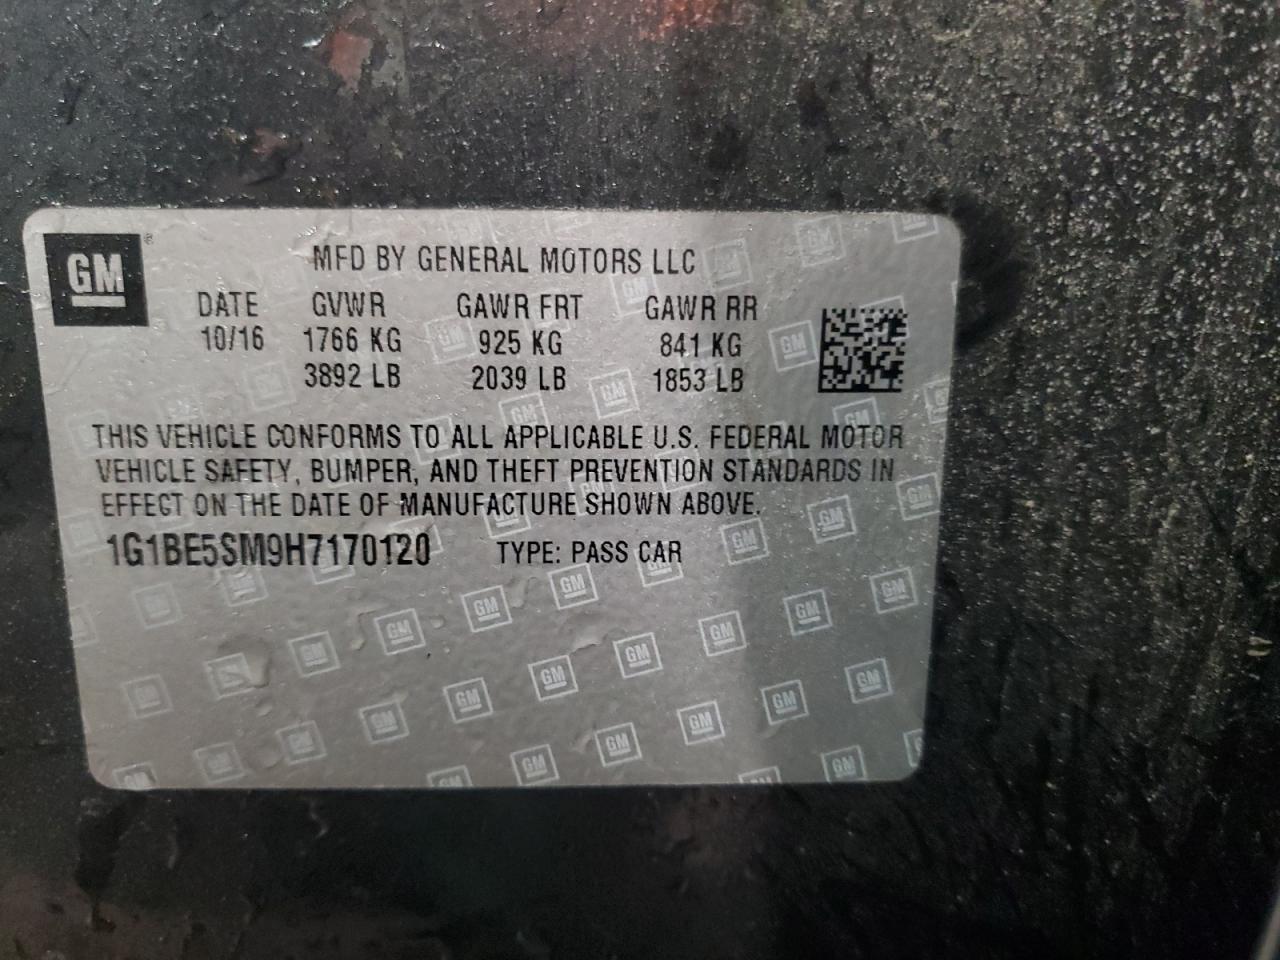 GM ®
MFD BY GENERAL MOTORS LLC
DATE GVWR GAWR FRT GAWR RR
10/16 1766 KG 925 KG 841 KG
3892 LB 2039 LB 1853 LB
THIS VEHICLE CONFORMS TO ALL APPLICABLE U.S. FEDERAL MOTOR
VEHICLE SAFETY, BUMPER, AND THEFT PREVENTION STANDARDS IN
EFFECT ON THE DATE OF MANUFACTURE SHOWN ABOVE.
1G1BE5SM9H7170120 TYPE: PASS CAR